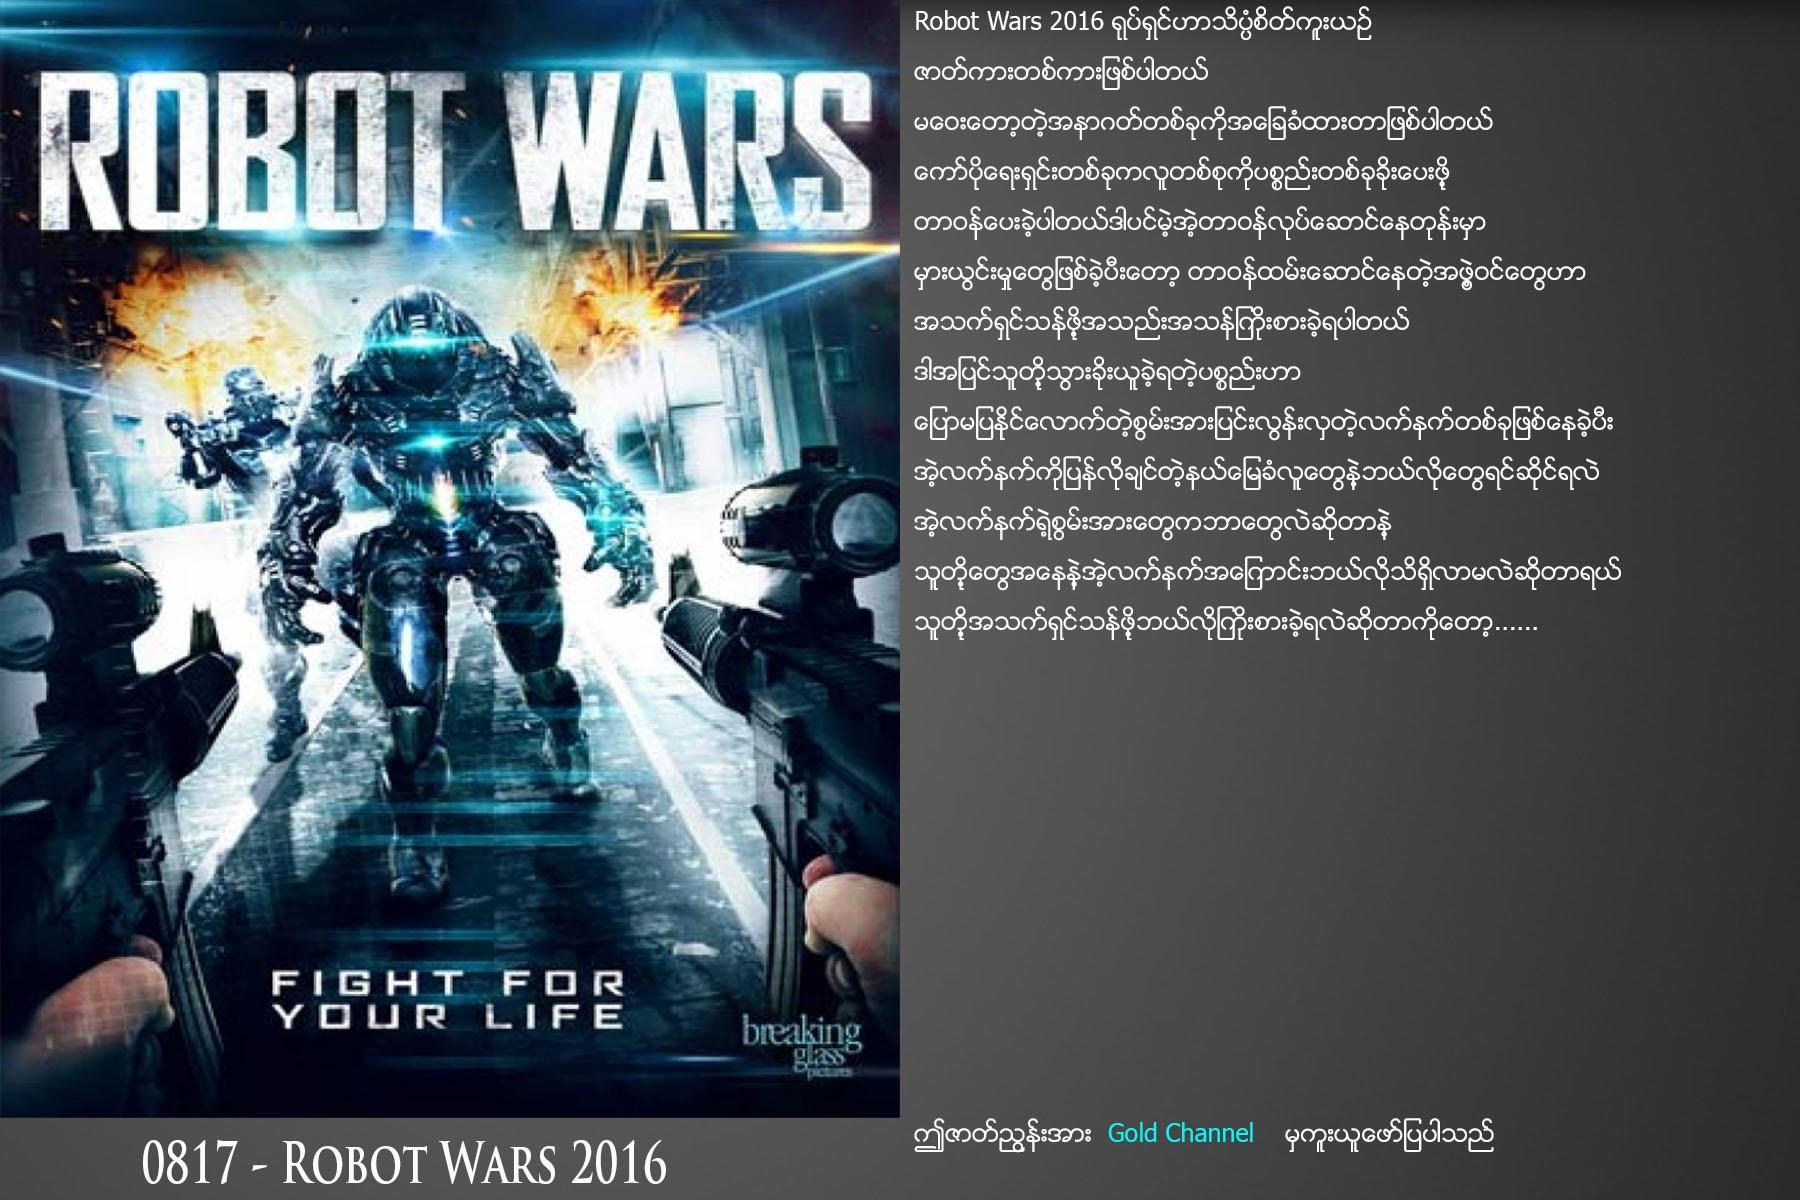 ROBOT WARS
FIGHT FOR
YOUR LIFE
breaking
glass
pictures
0817 - ROBOT WARS 2016
Robot Wars 2016 ရုပ်ရှင်ဟာသိပ္ပံစိတ်ကူးယဉ်
ဇာတ်ကားတစ်ကားဖြစ်ပါတယ်
မဝေးတော့တဲ့အနာဂတ်တစ်ခုကိုအခြေခံထားတာဖြစ်ပါတယ်
ကော်ပိုရေးရှင်းတစ်ခုကလူတစ်စုကိုပစ္စည်းတစ်ခုခိုးပေးဖို့
တာဝန်ပေးခဲ့ပါတယ်ဒါပင်မဲ့အဲ့တာဝန်လုပ်ဆောင်နေတုန်းမှာ
မှားယွင်းမှုတွေဖြစ်ခဲ့ပီးတော့ တာဝန်ထမ်းဆောင်နေတဲ့အဖွဲ့ဝင်တွေဟာ
အသက်ရှင်သန်ဖို့အသည်းအသန်ကြိုးစားခဲ့ရပါတယ်
ဒါအပြင်သူတို့သွားခိုးယူခဲ့ရတဲ့ပစ္စည်းဟာ
ပြောမပြနိုင်လောက်တဲ့စွမ်းအားပြင်းလွန်းလှတဲ့လက်နက်တစ်ခုဖြစ်နေခဲ့ပီး
အဲ့လက်နက်ကိုပြန်လိုချင်တဲ့နယ်မြေခံလူတွေနဲ့ဘယ်လိုတွေရင်ဆိုင်ရလဲ
အဲ့လက်နက်ရဲ့စွမ်းအားတွေကဘာတွေလဲဆိုတာနဲ့
သူတို့တွေအနေနဲ့အဲ့လက်နက်အကြောာင်းဘယ်လိုသိရှိလာမလဲဆိုတာရယ်
သူတို့အသက်ရှင်သန်ဖို့ဘယ်လိုကြိုးစားခဲ့ရလဲဆိုတာကိုတော့......
ဤဇာတ်ညွှန်းအား Gold Channel မှကူးယူဖော်ပြပါသည်